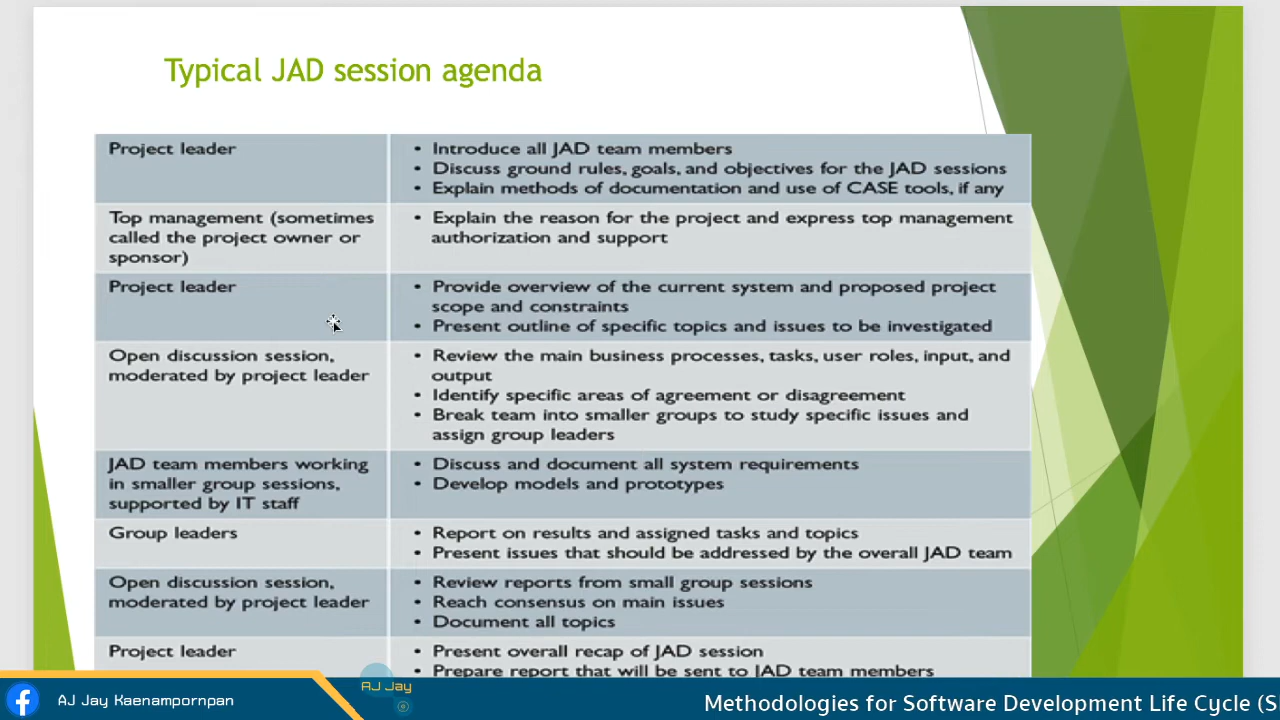 Typical JAD session agenda
Project leader
• Introduce all JAD team members
• Discuss ground rules, goals, and objectives for the JAD sessions
• Explain methods of documentation and use of CASE tools, if any
Top management (sometimes
called the project owner or
sponsor)
• Explain the reason for the project and express top management
authorization and support
Project leader
• Provide overview of the current system and proposed project
scope and constraints
• Present outline of specific topics and issues to be investigated
Open discussion session,
moderated by project leader
• Review the main business processes, tasks, user roles, input, and
output
• Identify specific areas of agreement or disagreement
• Break team into smaller groups to study specific issues and
assign group leaders
JAD team members working
in smaller group sessions,
supported by IT staff
• Discuss and document all system requirements
• Develop models and prototypes
Group leaders
• Report on results and assigned tasks and topics
• Present issues that should be addressed by the overall JAD team
Open discussion session,
moderated by project leader
• Review reports from small group sessions
• Reach consensus on main issues
• Document all topics
Project leader
• Present overall recap of JAD session
• Prepare report that will be sent to JAD team members
AJ Jay Kaenampornpan
AJ Jay
Methodologies for Software Development Life Cycle (S